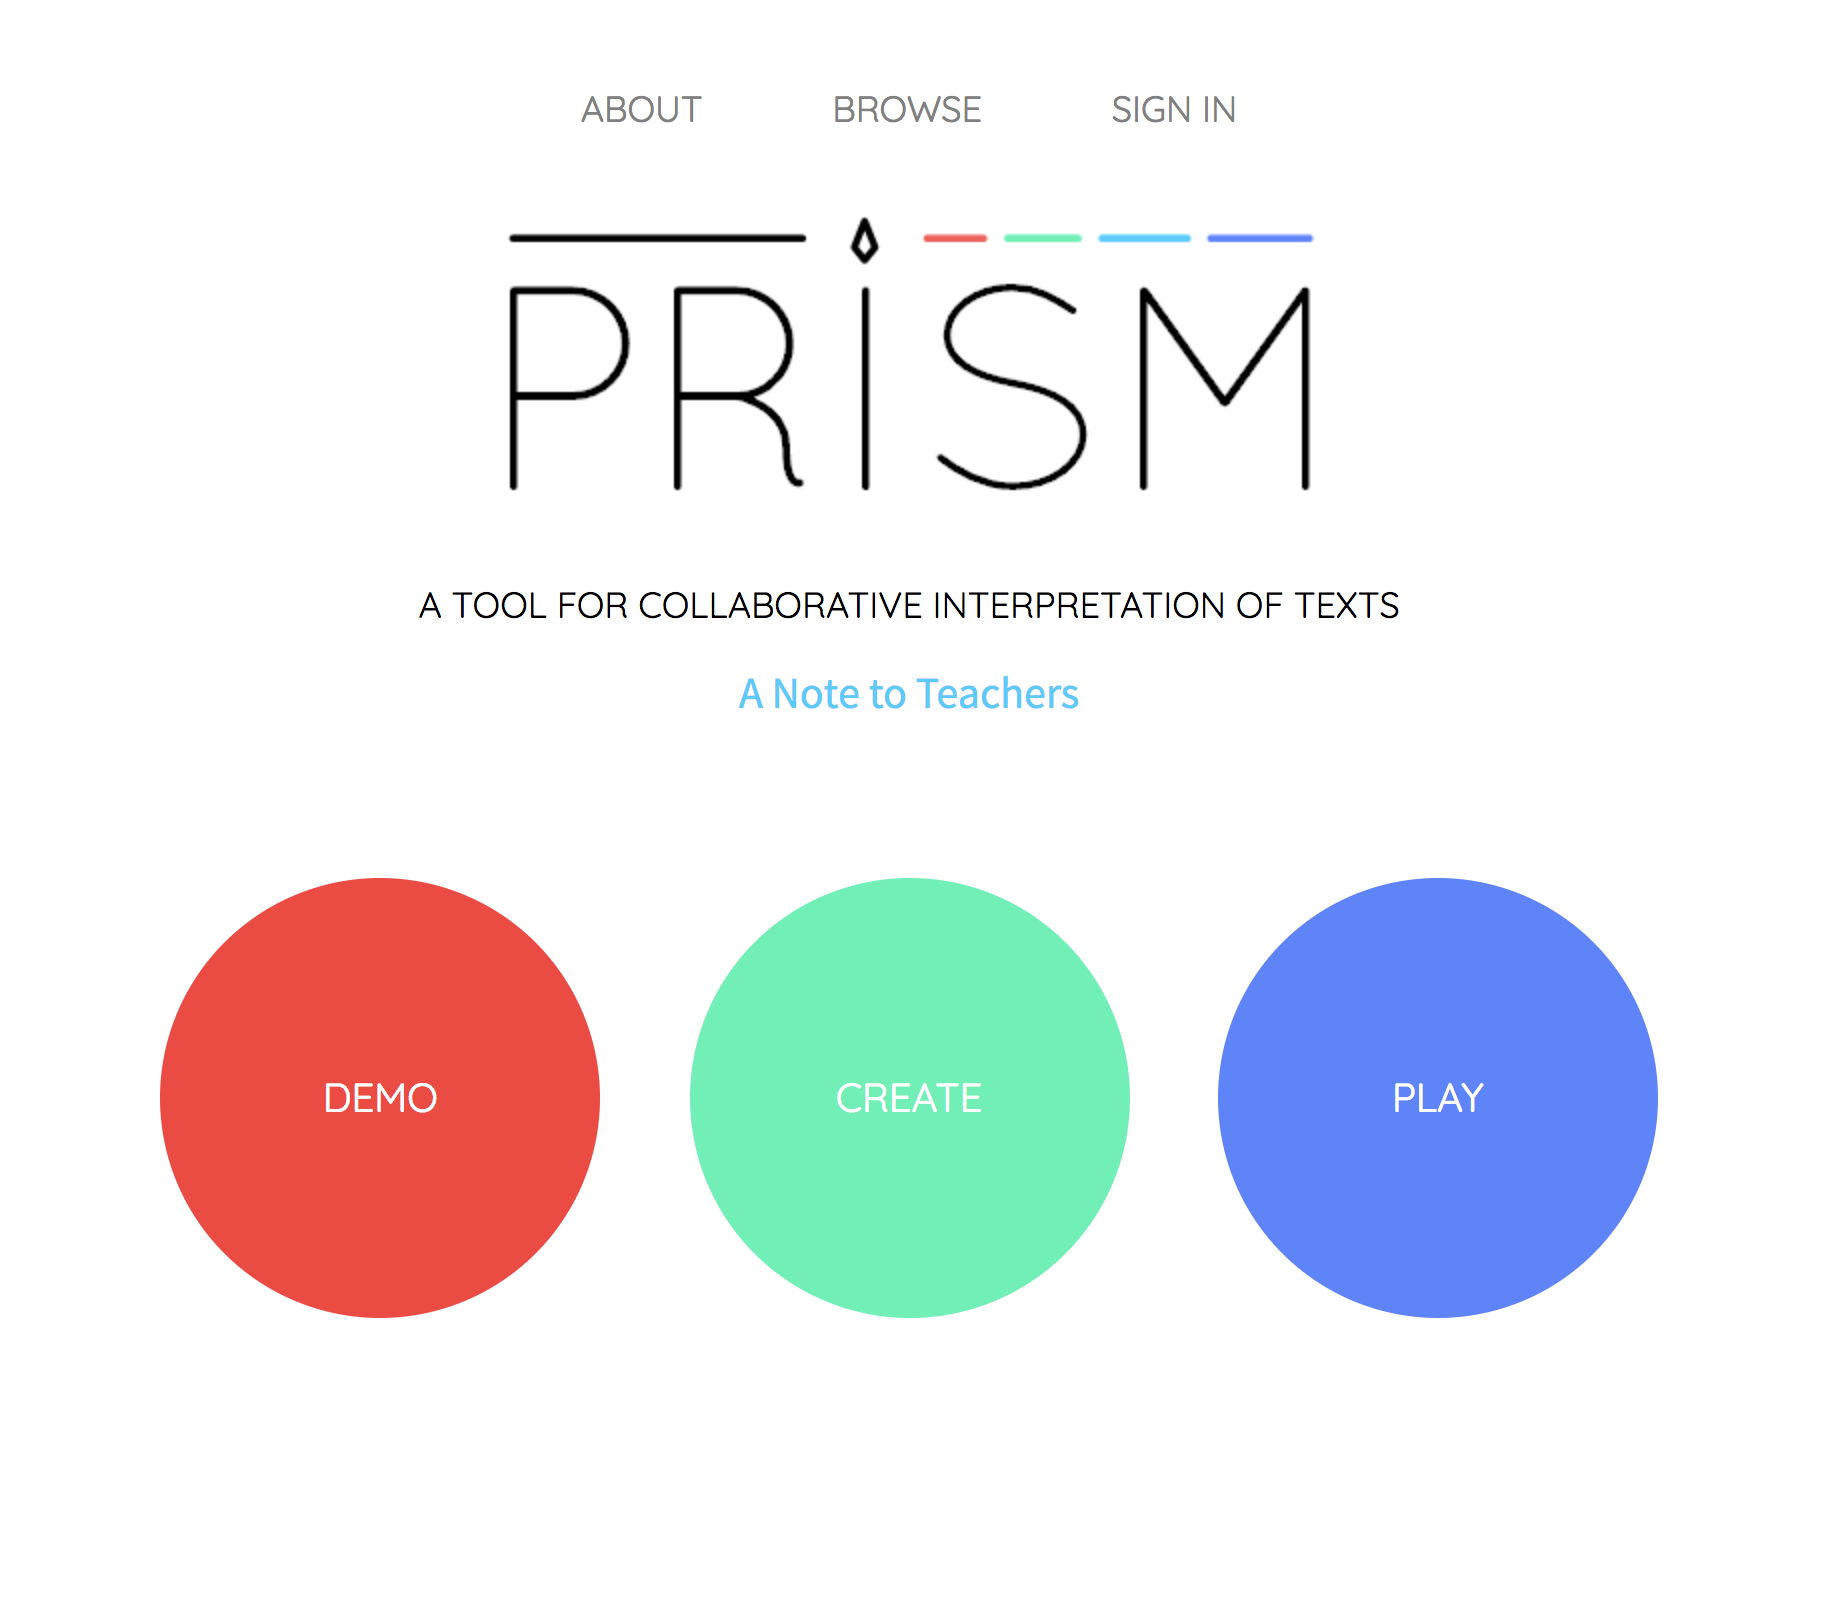 ABOUT BROWSE SIGN IN
PRISM
A TOOL FOR COLLABORATIVE INTERPRETATION OF TEXTS
A Note to Teachers
DEMO CREATE PLAY